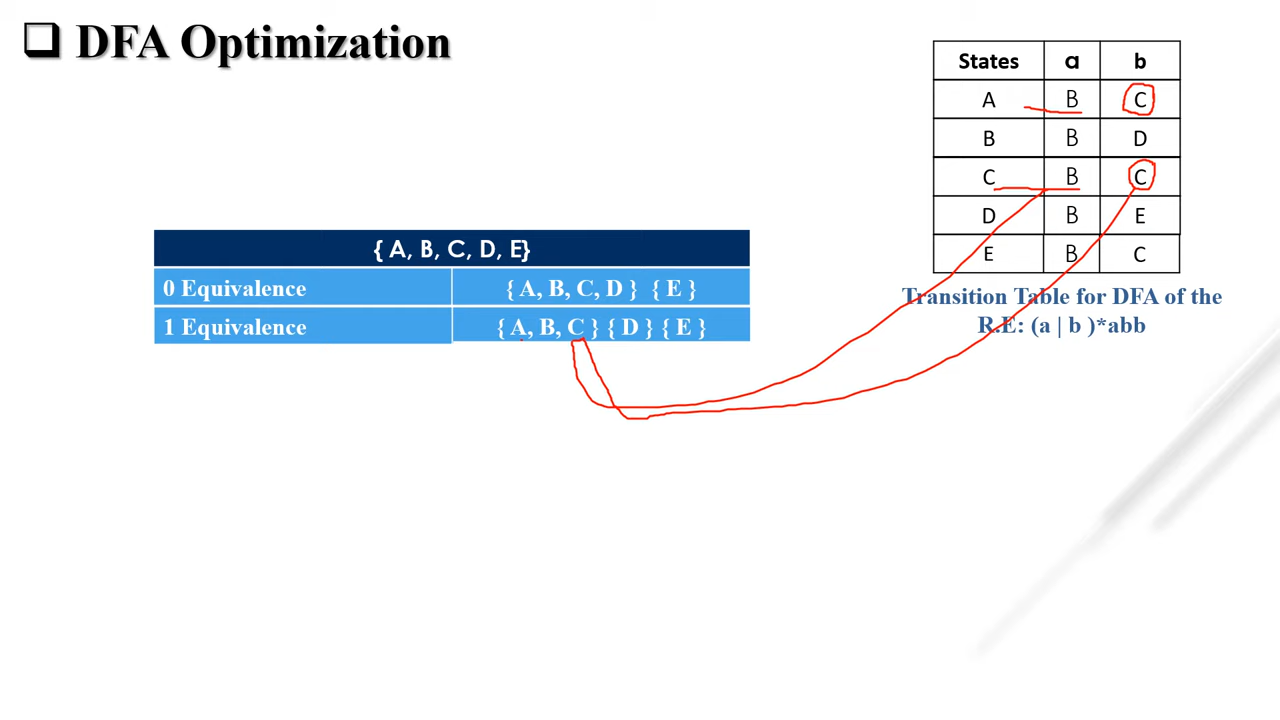 DFA Optimization
States a b
A B C
B B D
C B C
D B E
E B C
{ A, B, C, D, E}
0 Equivalence { A, B, C, D } { E }
1 Equivalence { A, B, C } { D } { E }
Transition Table for DFA of the
R.E: (a | b )*abb